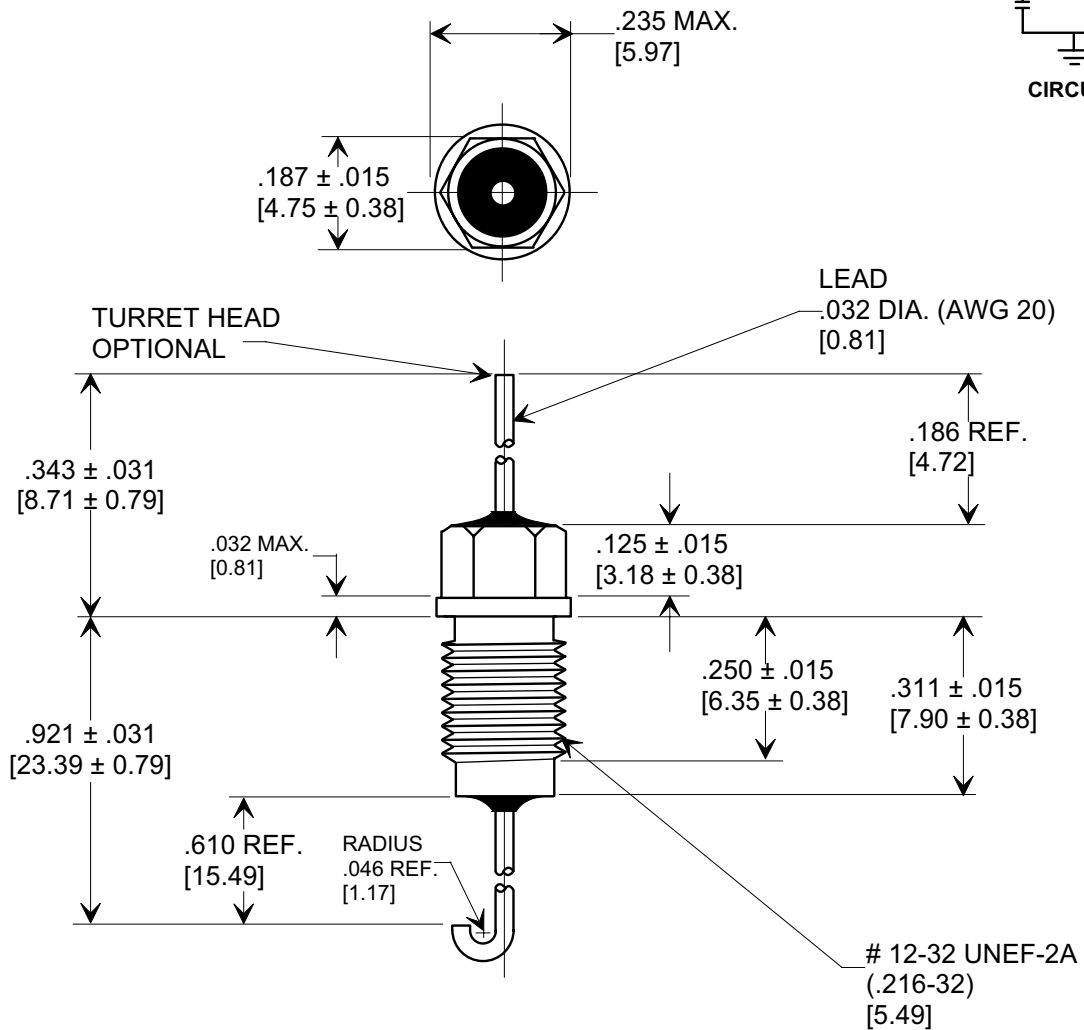 .235 MAX.
[5.97]
.187 ± .015
[4.75 ± 0.38]
LEAD
.032 DIA. (AWG 20)
[0.81]
TURRET HEAD
OPTIONAL
.343 ± .031
[8.71 ± 0.79]
.186 REF.
[4.72]
.032 MAX.
[0.81]
.125 ± .015
[3.18 ± 0.38]
.250 ± .015
[6.35 ± 0.38]
.311 ± .015
[7.90 ± 0.38]
.921 ± .031
[23.39 ± 0.79]
.610 REF.
[15.49]
RADIUS
.046 REF.
[1.17]
# 12-32 UNEF-2A
(.216-32)
[5.49]